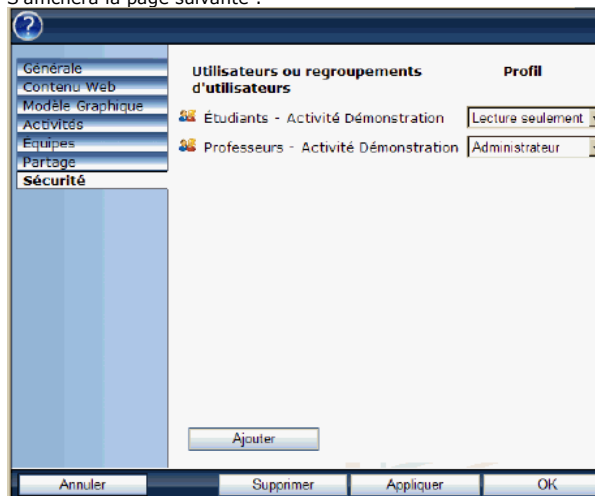 S'affichera la page suivante :
?
Générale
Contenu Web
Modèle Graphique
Activités
Équipes
Partage
Sécurité
Utilisateurs ou regroupements d'utilisateurs
Profil
Étudiants - Activité Démonstration
Lecture seulement
Professeurs - Activité Démonstration
Administrateur
Ajouter
Annuler
Supprimer
Appliquer
OK